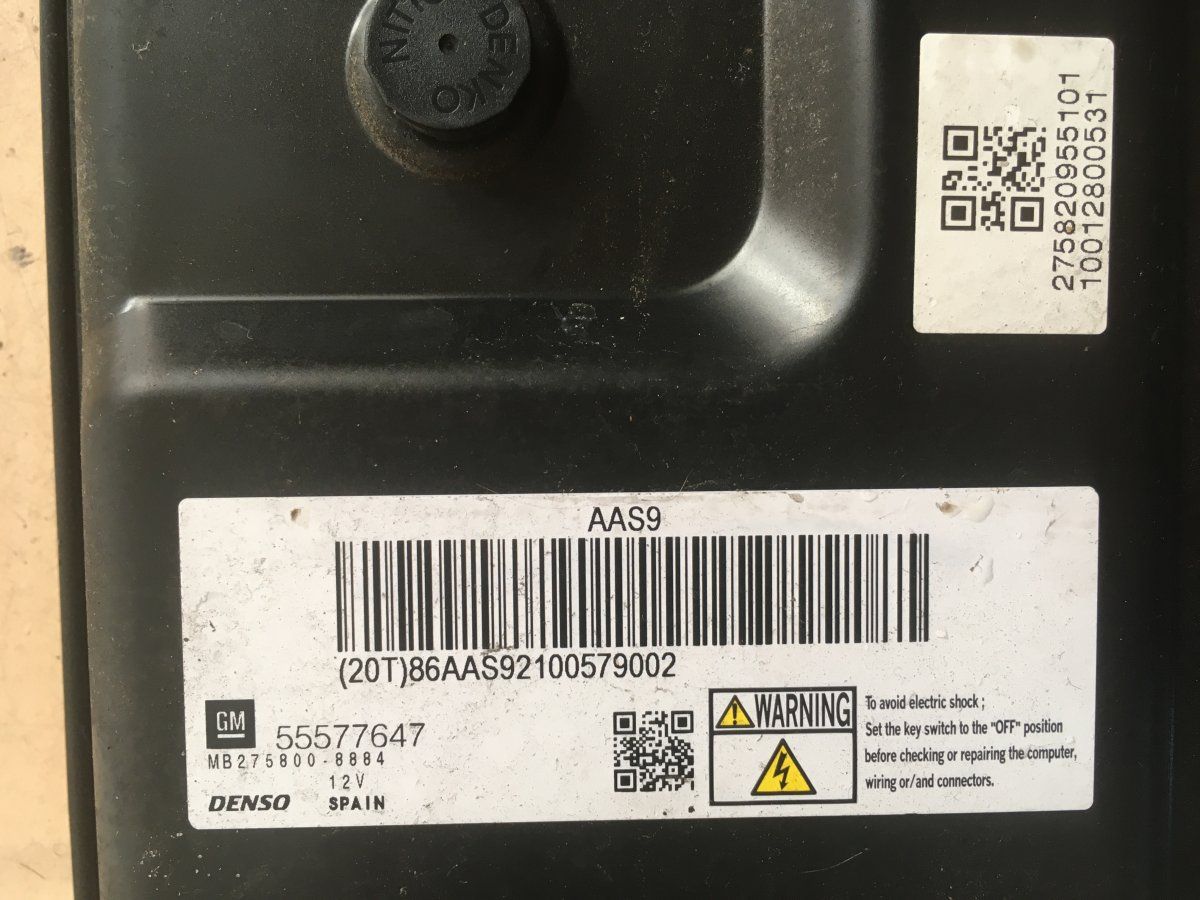 NITTO
DENKO
275820955101
10012800531
AAS9
(20T)86AAS92100579002
GM
55577647
MB275800-8884
12V
DENSO SPAIN
WARNING
To avoid electric shock ;
Set the key switch to the "OFF" position
before checking or repairing the computer,
wiring or/and connectors.